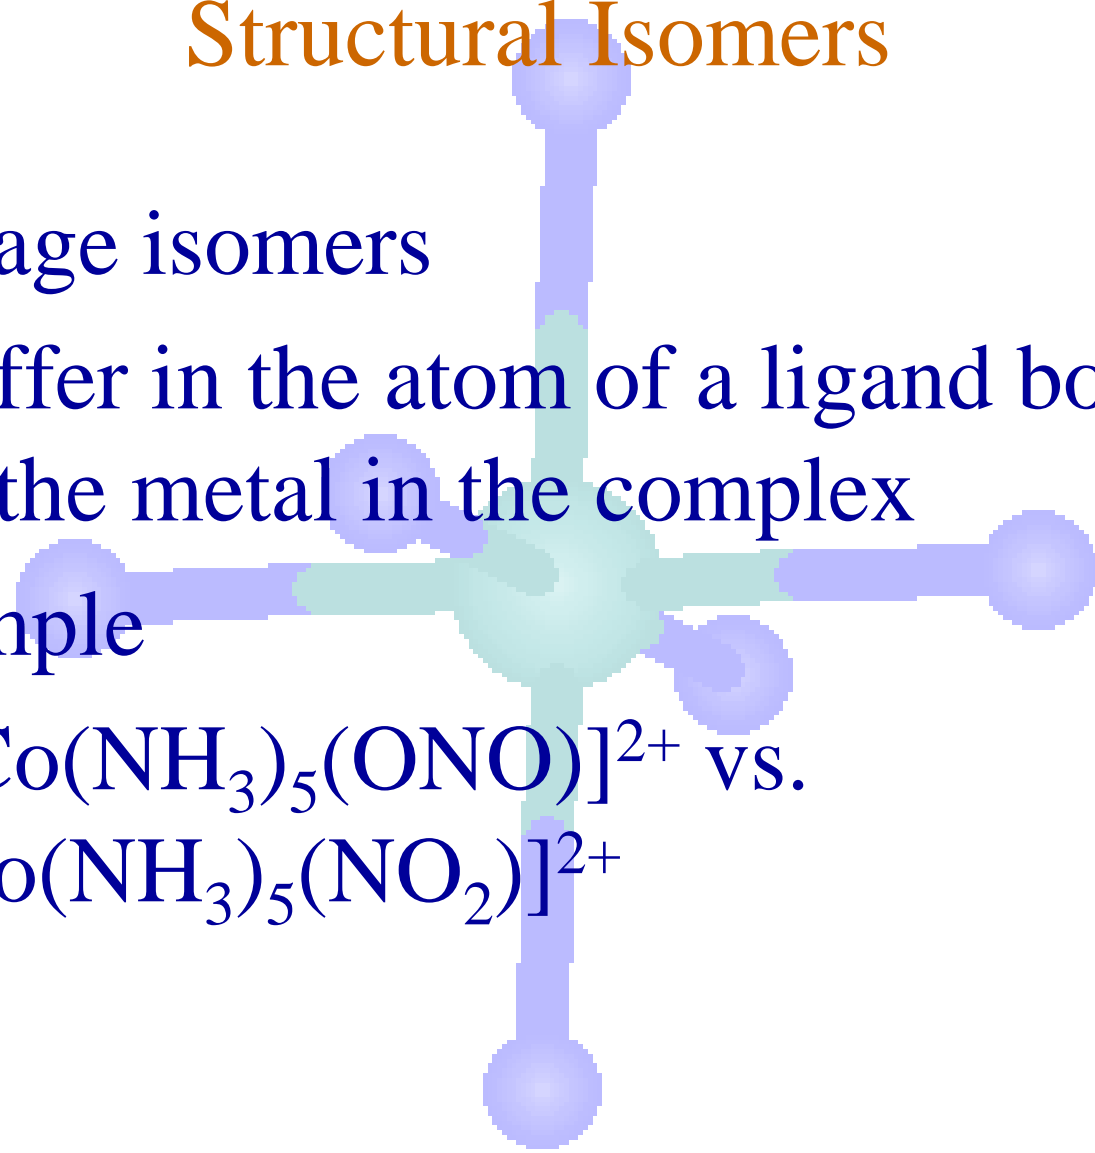 Structural Isomers
age isomers
ffer in the atom of a ligand bo
the metal in the complex
mple
Co(NH₃)₅(ONO)]²⁺ vs.
o(NH₃)₅(NO₂)]²⁺